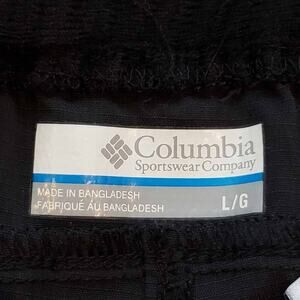 Columbia
Sportswear Company
MADE IN BANGLADESH
FABRIQUÉ AU BANGLADESH
L/G